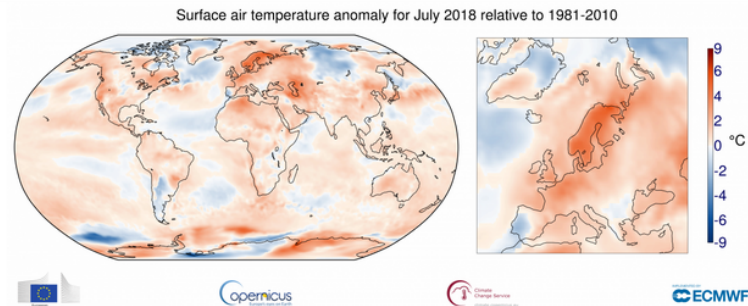 Surface air temperature anomaly for July 2018 relative to 1981-2010
9
6
4
2
0
-2
-4
-6
-9
°C
opernicus
Climate
Change Service
ECMWF